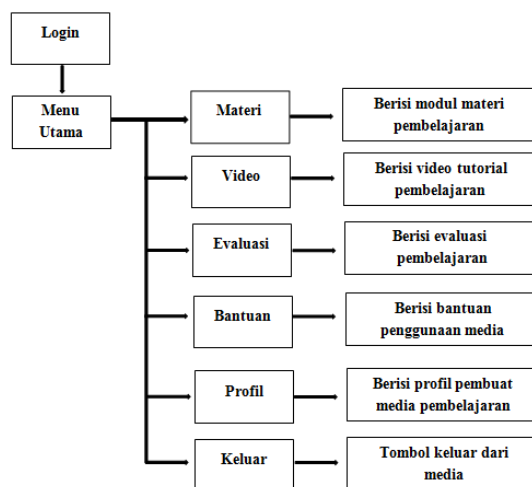 Login
Menu
Utama
Materi
Berisi modul materi
pembelajaran
Video
Berisi video tutorial
pembelajaran
Evaluasi
Berisi evaluasi
pembelajaran
Bantuan
Berisi bantuan
penggunaan media
Profil
Berisi profil pembuat
media pembelajaran
Keluar
Tombol keluar dari
media